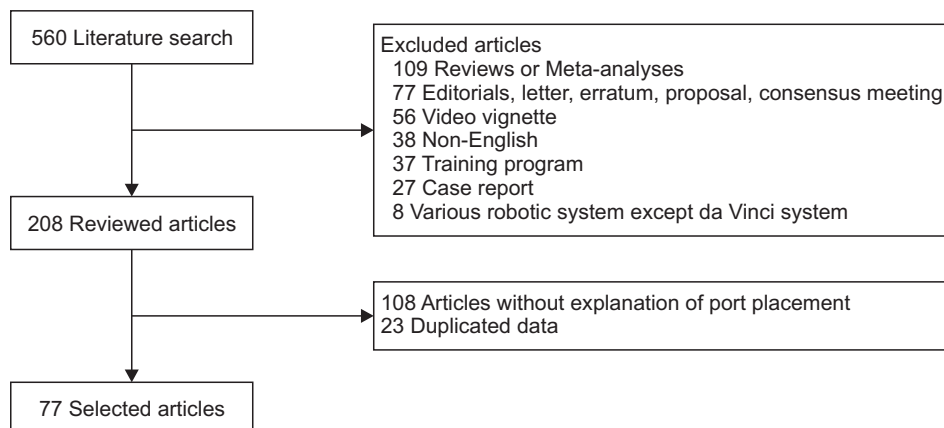 560 Literature search
Excluded articles
109 Reviews or Meta-analyses
77 Editorials, letter, erratum, proposal, consensus meeting
56 Video vignette
38 Non-English
37 Training program
27 Case report
8 Various robotic system except da Vinci system
208 Reviewed articles
108 Articles without explanation of port placement
23 Duplicated data
77 Selected articles